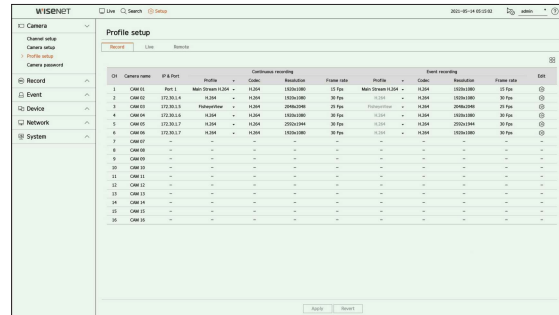 WISENET
Live Search Setup 2021-05-14 05:15:02 admin
Camera
Channel setup
Camera setup
Profile setup
Camera password
Record
Event
Device
Network
System
Profile setup
Record Live Remote
Continuous recording Event recording
CH Camera name IP & Port Profile Codec Resolution Frame rate Profile Codec Resolution Frame rate Edit
1 CAM 01 Port 1 Main Stream H.264 H.264 1920x1080 15 Fps Main Stream H.264 H.264 1920x1080 15 Fps
2 CAM 02 172.30.1.4 H.264 H.264 1920x1080 30 Fps H.264 H.264 1920x1080 30 Fps
3 CAM 03 172.30.1.5 FisheyeView H.264 2048x2048 25 Fps FisheyeView H.264 2048x2048 25 Fps
4 CAM 04 172.30.1.6 H.264 H.264 1920x1080 30 Fps H.264 H.264 1920x1080 30 Fps
5 CAM 05 172.30.1.7 H.264 H.264 2592x1944 30 Fps H.264 H.264 2592x1944 30 Fps
6 CAM 06 172.30.1.7 H.264 H.264 1920x1080 30 Fps H.264 H.264 1920x1080 30 Fps
7 CAM 07 - - - - - - - - - -
8 CAM 08 - - - - - - - - - -
9 CAM 09 - - - - - - - - - -
10 CAM 10 - - - - - - - - - -
11 CAM 11 - - - - - - - - - -
12 CAM 12 - - - - - - - - - -
13 CAM 13 - - - - - - - - - -
14 CAM 14 - - - - - - - - - -
15 CAM 15 - - - - - - - - - -
16 CAM 16 - - - - - - - - - -
Apply Revert